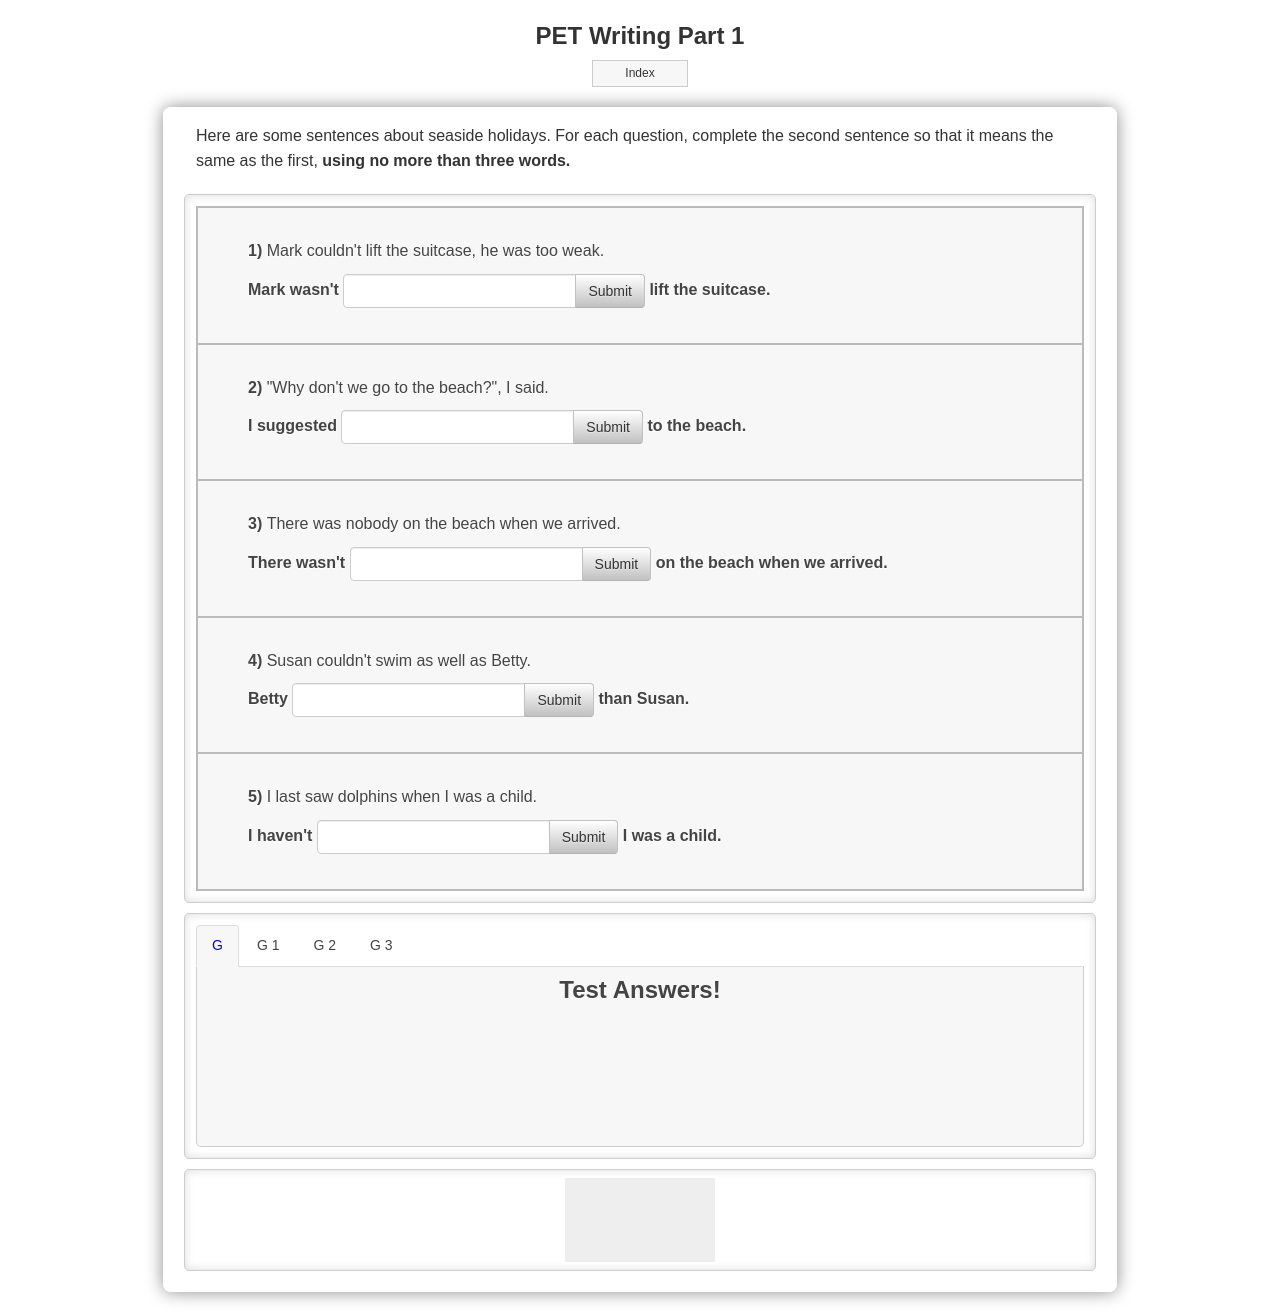 PET Writing Part 1
Index
Here are some sentences about seaside holidays. For each question, complete the second sentence so that it means the
same as the first, using no more than three words.
1) Mark couldn't lift the suitcase, he was too weak.
Mark wasn't Submit lift the suitcase.
2) "Why don't we go to the beach?", I said.
I suggested Submit to the beach.
3) There was nobody on the beach when we arrived.
There wasn't Submit on the beach when we arrived.
4) Susan couldn't swim as well as Betty.
Betty Submit than Susan.
5) I last saw dolphins when I was a child.
I haven't Submit I was a child.
G G 1 G 2 G 3
Test Answers!